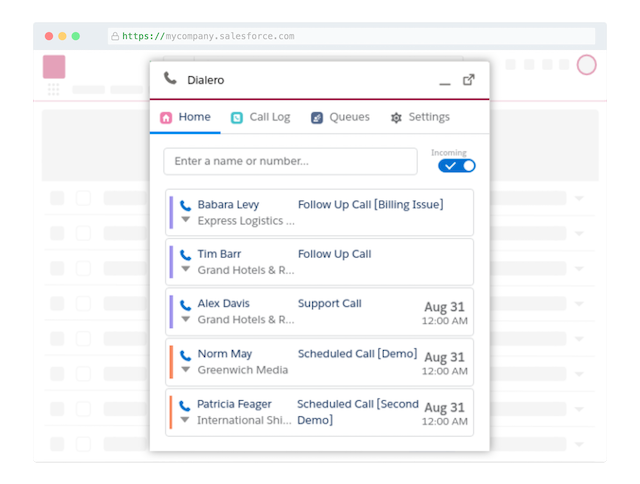 https://mycompany.salesforce.com
Dialero
Home Call Log Queues Settings
Enter a name or number...
Incoming
Babara Levy Follow Up Call [Billing Issue]
Express Logistics ...
Tim Barr Follow Up Call
Grand Hotels & R...
Alex Davis Support Call Aug 31
Grand Hotels & R... 12:00 AM
Norm May Scheduled Call [Demo] Aug 31
Greenwich Media 12:00 AM
Patricia Feager Scheduled Call [Second Aug 31
International Shi... Demo] 12:00 AM